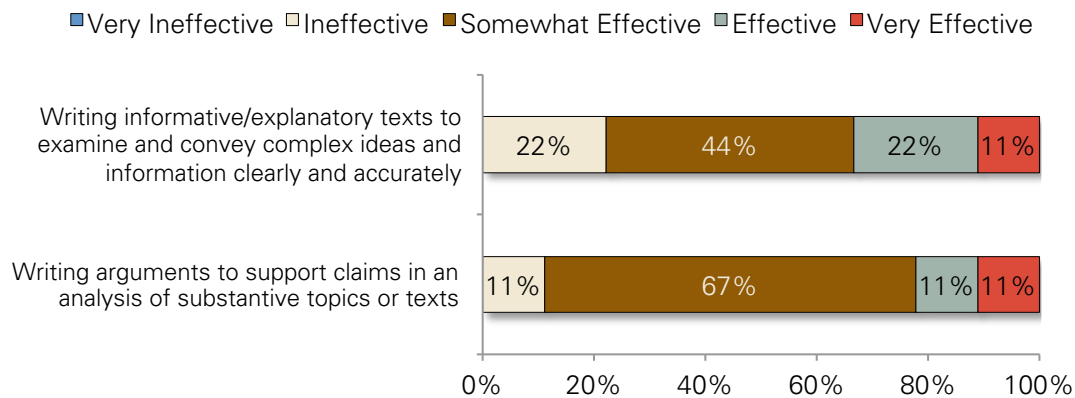 Very Ineffective Ineffective Somewhat Effective Effective Very Effective
Writing informative/explanatory texts to
examine and convey complex ideas and
information clearly and accurately
22% 44% 22% 11%
Writing arguments to support claims in an
analysis of substantive topics or texts
11% 67% 11% 11%
0% 20% 40% 60% 80% 100%